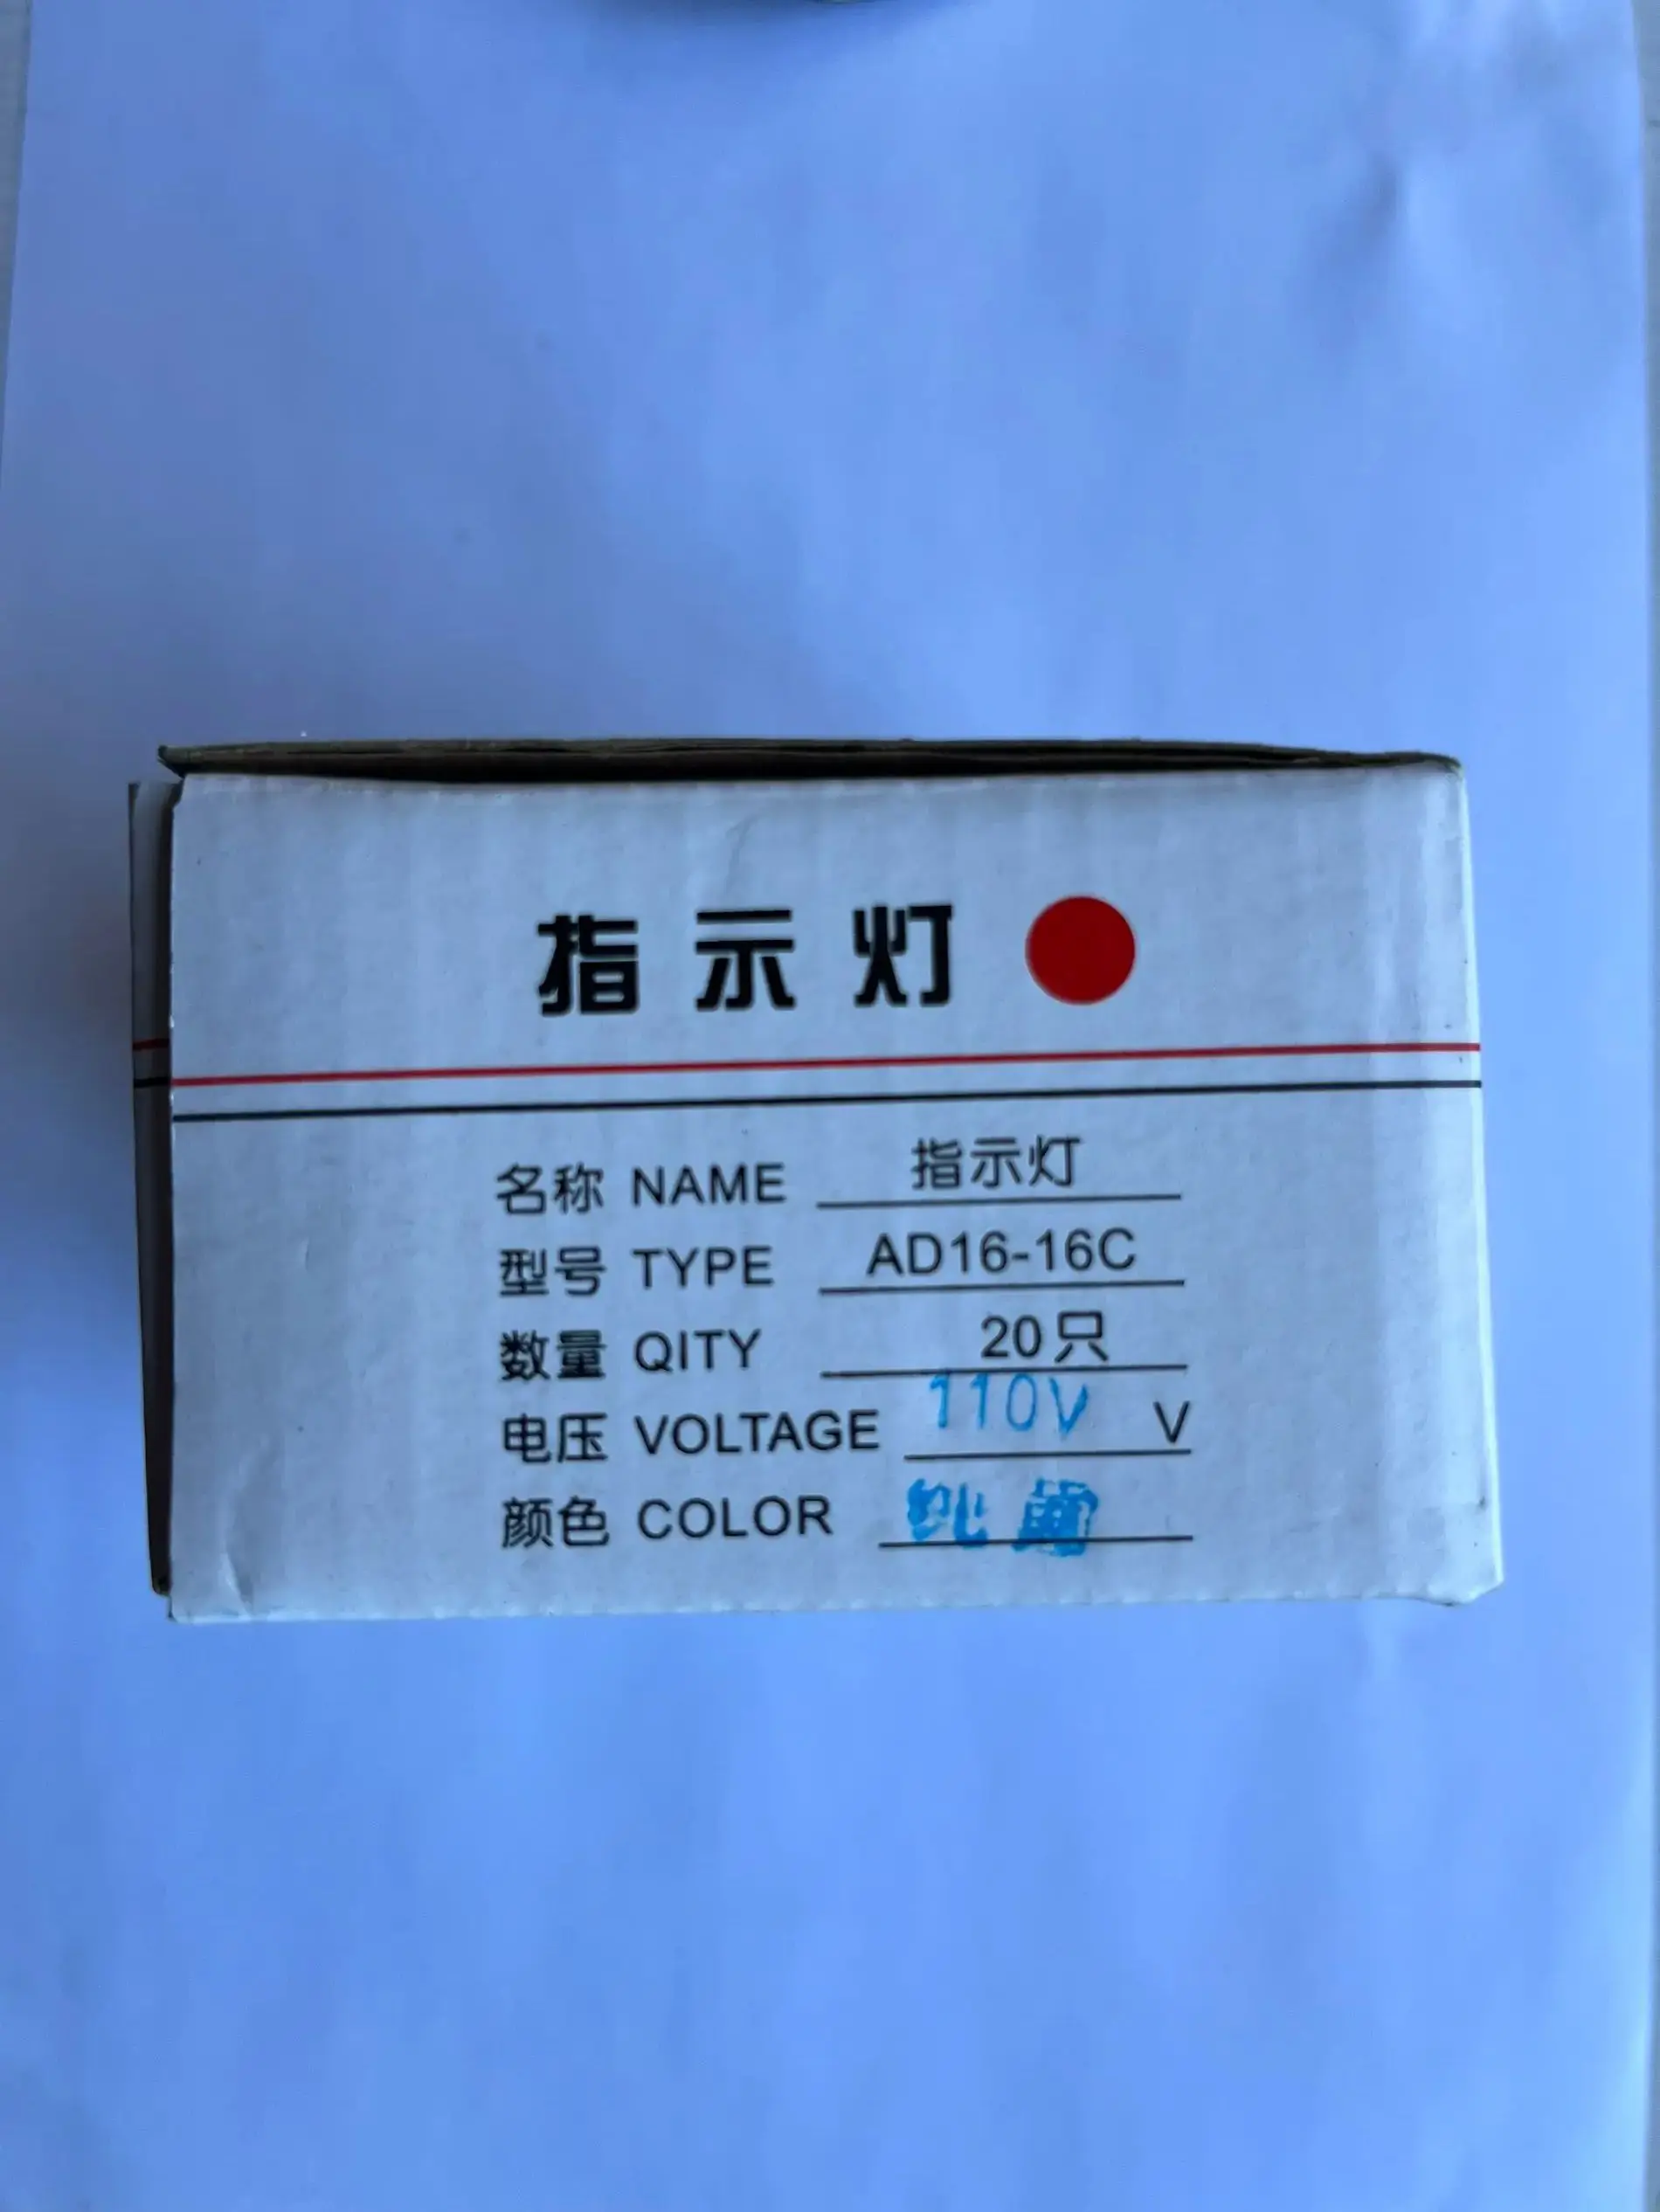 指示灯
名称 NAME 指示灯
型号 TYPE AD16-16C
数量 QITY 20只
电压 VOLTAGE 110V V
颜色 COLOR